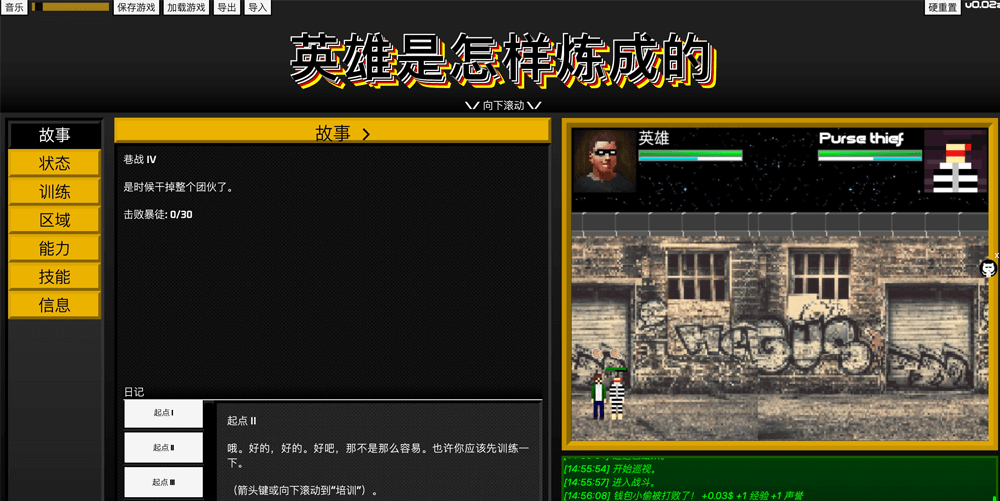 音乐
保存游戏
加载游戏
导出
导入
硬重置
英雄是怎样炼成的
向下滚动
故事
状态
训练
区域
能力
技能
信息
故事 >
巷战 IV
是时候干掉整个团伙了。
击败暴徒: 0/30
日记
起点 I
起点 II
起点 III
起点 II
哦。好的，好的。好吧，那不是那么容易。也许你应该先训练一
下。
（箭头键或向下滚动到“培训”）。
英雄
Purse thief
x
[14:55:54] 开始巡视。
[14:55:57] 进入战斗。
[14:56:08] 钱包小偷被打败了！ +0.03$ +1 经验 +1 声誉